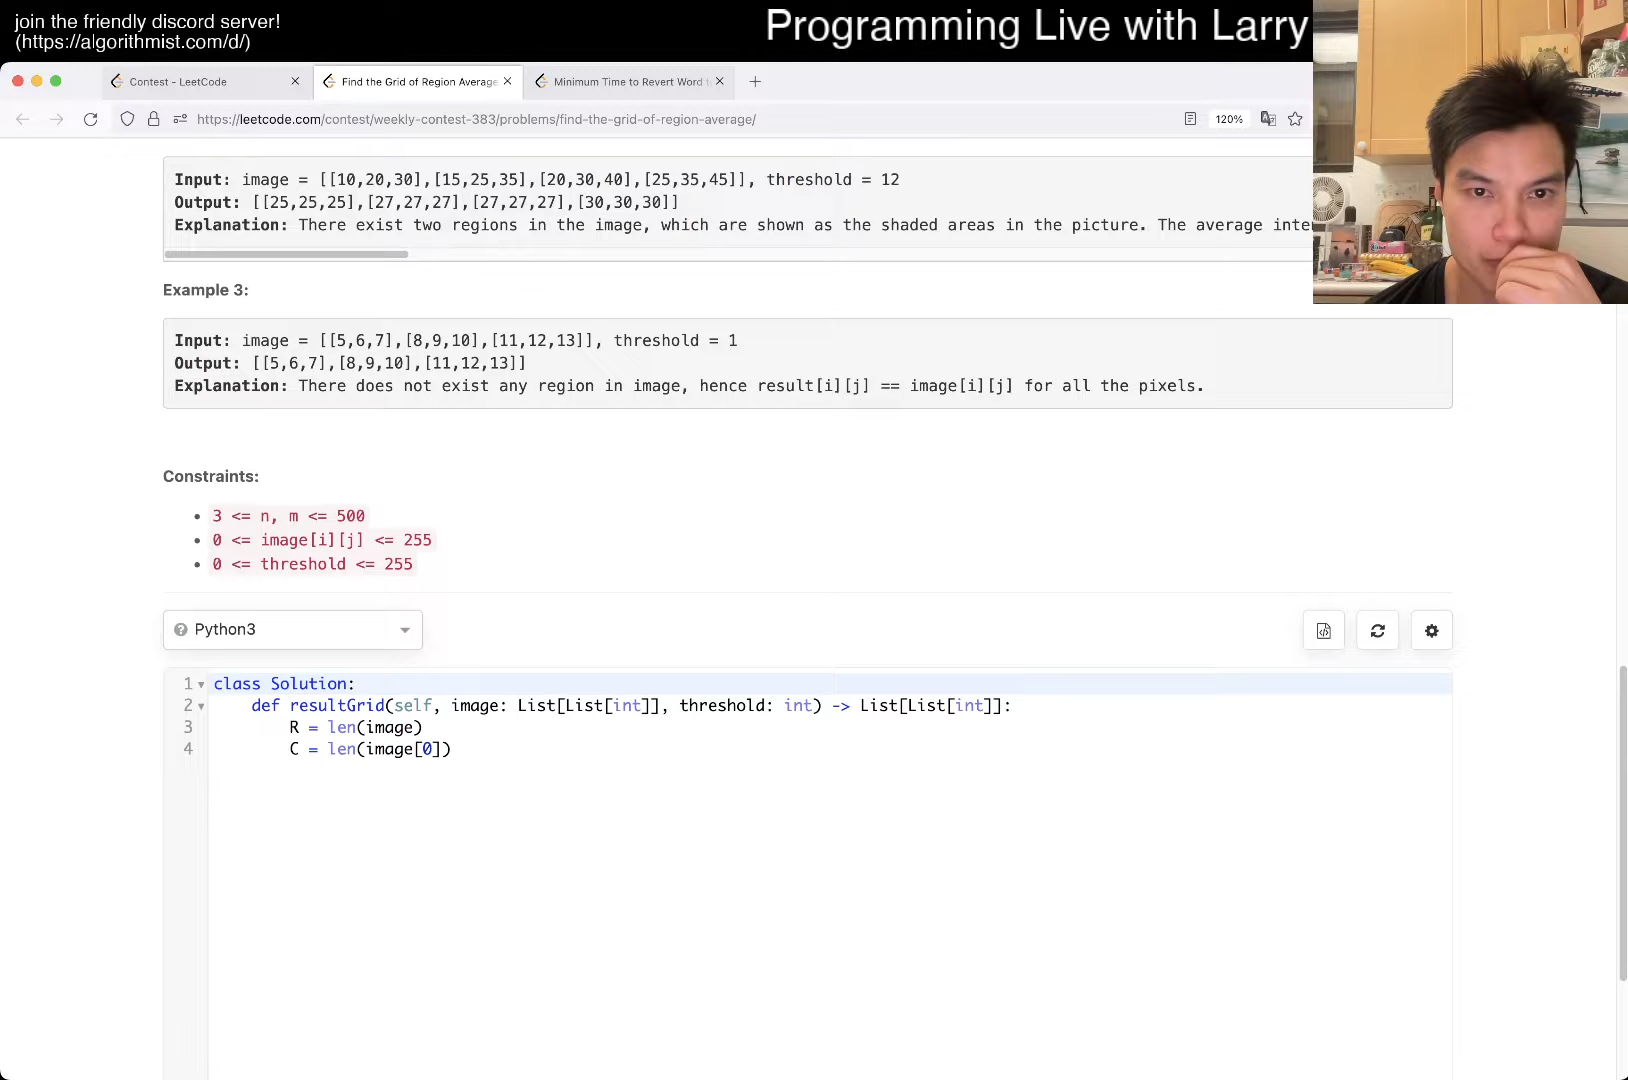 join the friendly discord server!
(https://algorithmist.com/d/)
Programming Live with Larry
Contest - LeetCode
Find the Grid of Region Average
Minimum Time to Revert Word t
https://leetcode.com/contest/weekly-contest-383/problems/find-the-grid-of-region-average/
120%
Input: image = [[10,20,30],[15,25,35],[20,30,40],[25,35,45]], threshold = 12
Output: [[25,25,25],[27,27,27],[27,27,27],[30,30,30]]
Explanation: There exist two regions in the image, which are shown as the shaded areas in the picture. The average inte
Example 3:
Input: image = [[5,6,7],[8,9,10],[11,12,13]], threshold = 1
Output: [[5,6,7],[8,9,10],[11,12,13]]
Explanation: There does not exist any region in image, hence result[i][j] == image[i][j] for all the pixels.
Constraints:
3 <= n, m <= 500
0 <= image[i][j] <= 255
0 <= threshold <= 255
Python3
1 class Solution:
2 def resultGrid(self, image: List[List[int]], threshold: int) -> List[List[int]]:
3 R = len(image)
4 C = len(image[0])